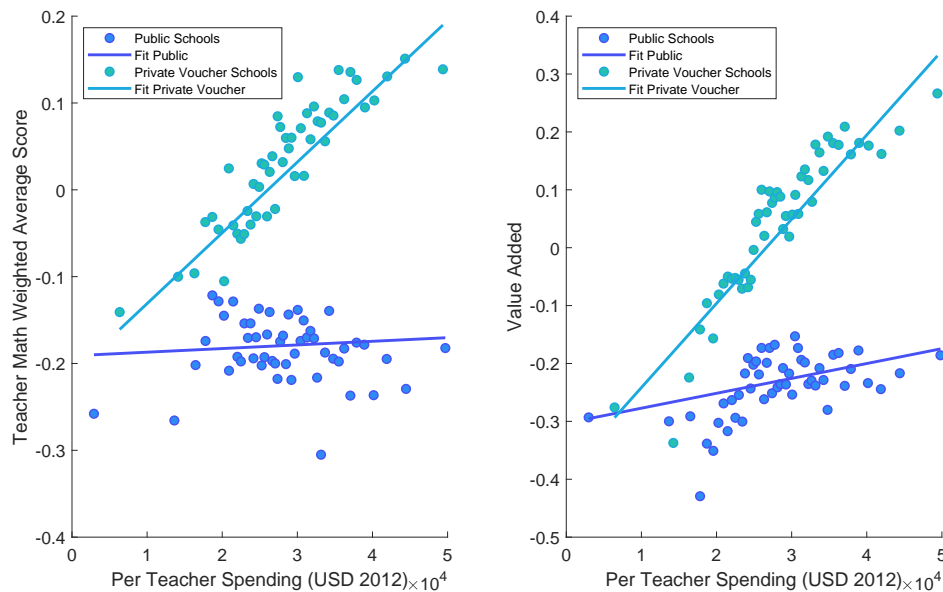 0.2
0.1
0
-0.1
-0.2
-0.3
-0.4
Teacher Math Weighted Average Score
Public Schools
Fit Public
Private Voucher Schools
Fit Private Voucher
0 1 2 3 4 5
Per Teacher Spending (USD 2012) ×10^4
0.4
0.3
0.2
0.1
0
-0.1
-0.2
-0.3
-0.4
-0.5
Value Added
Public Schools
Fit Public
Private Voucher Schools
Fit Private Voucher
0 1 2 3 4 5
Per Teacher Spending (USD 2012) ×10^4